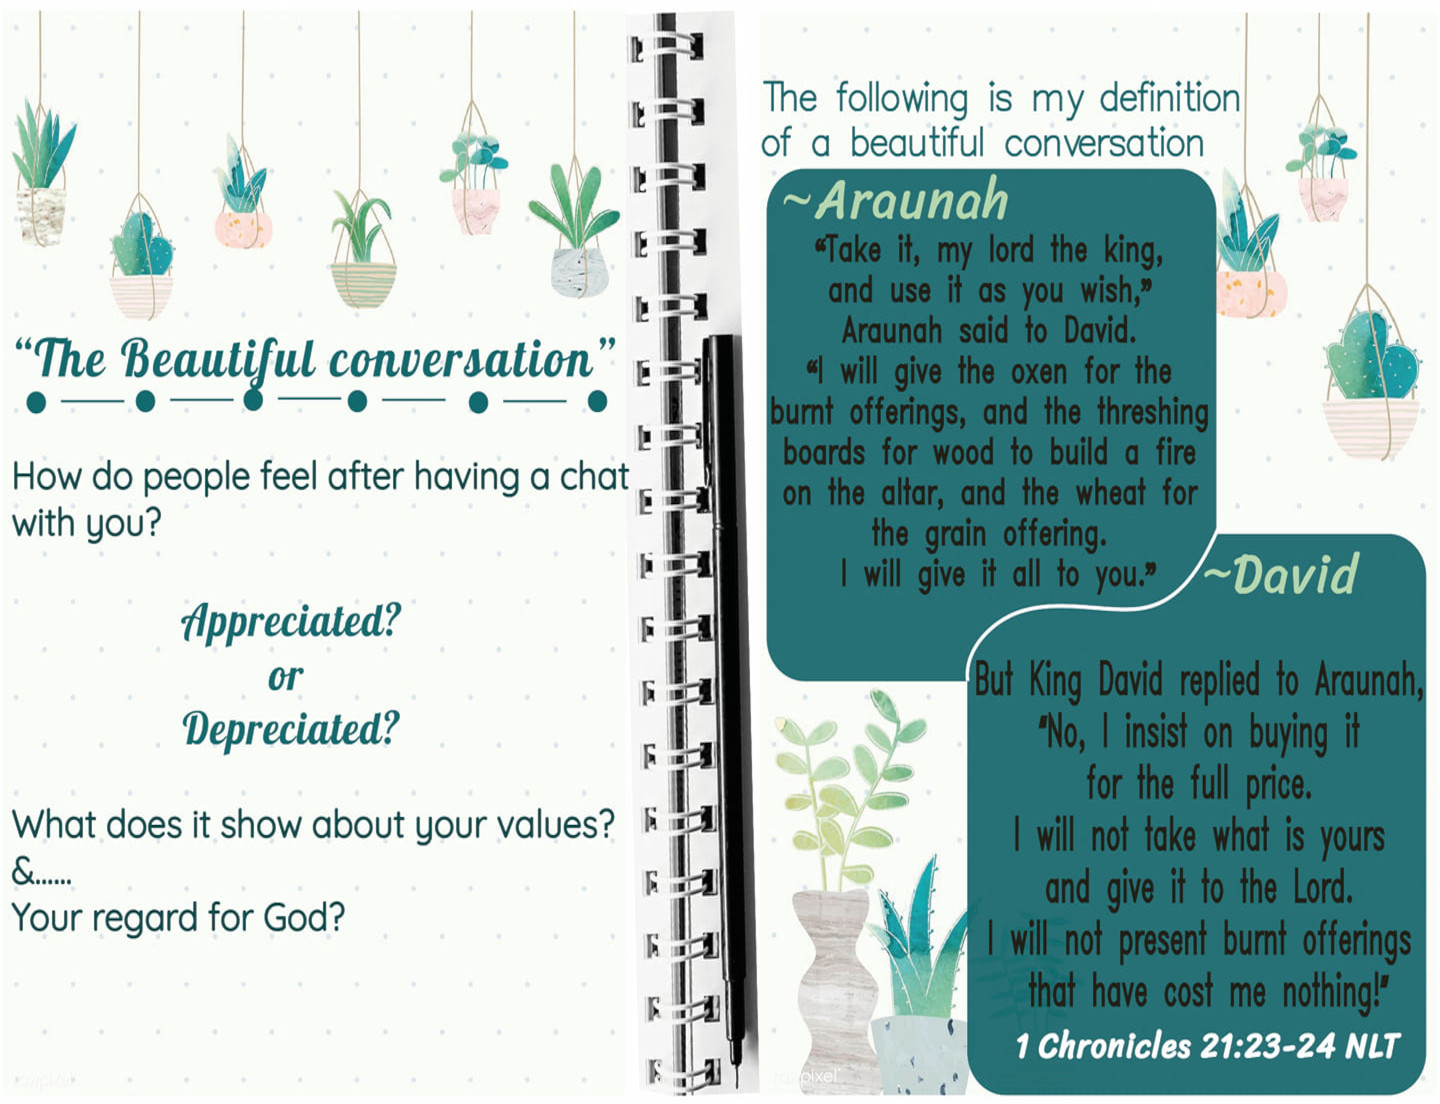 “The Beautiful conversation”
How do people feel after having a chat
with you?
Appreciated?
or
Depreciated?
What does it show about your values?
&......
Your regard for God?
The following is my definition
of a beautiful conversation
~Araunah
“Take it, my lord the king,
and use it as you wish,”
Araunah said to David.
“I will give the oxen for the
burnt offerings, and the threshing
boards for wood to build a fire
on the altar, and the wheat for
the grain offering.
I will give it all to you.”
~David
But King David replied to Araunah,
“No, I insist on buying it
for the full price.
I will not take what is yours
and give it to the Lord.
I will not present burnt offerings
that have cost me nothing!”
1 Chronicles 21:23-24 NLT